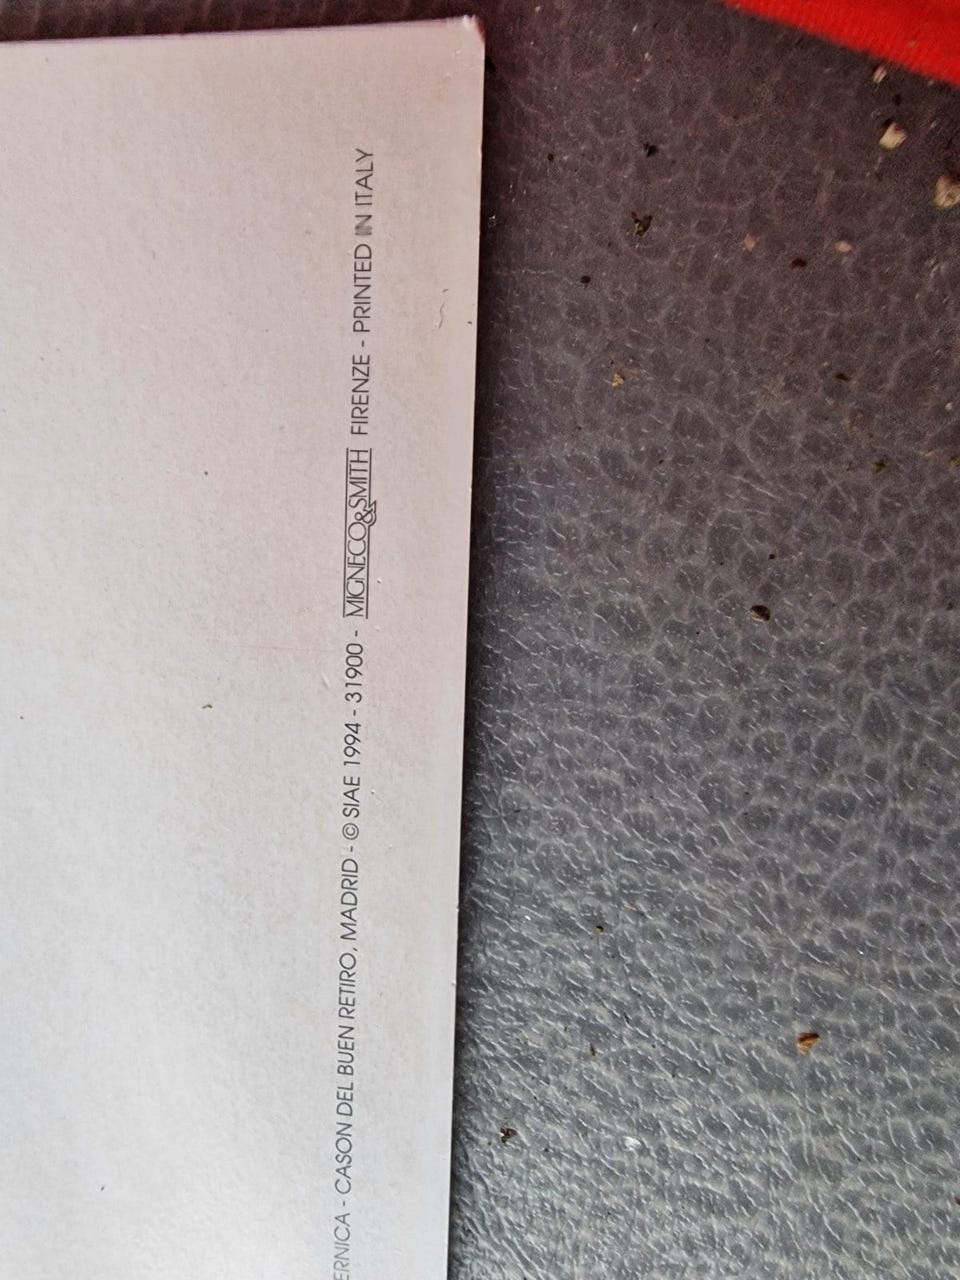 ERNICA - CASON DEL BUEN RETIRO, MADRID - © SIAE 1994 - 31900 - MIGNECO&SMITH FIRENZE - PRINTED IN ITALY